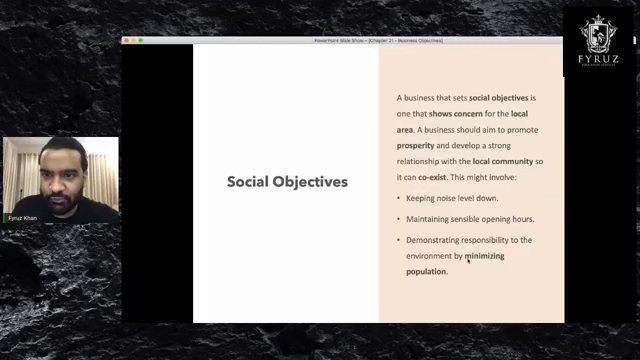 PowerPoint Slide Show - [Chapter 21 - Business Objectives]
FYRUZ
A business that sets social objectives is
one that shows concern for the local
area. A business should aim to promote
prosperity and develop a strong
relationship with the local community so
it can co-exist. This might involve:
Social Objectives
• Keeping noise level down.
• Maintaining sensible opening hours.
• Demonstrating responsibility to the
environment by minimizing
population.
Fyruz Khan